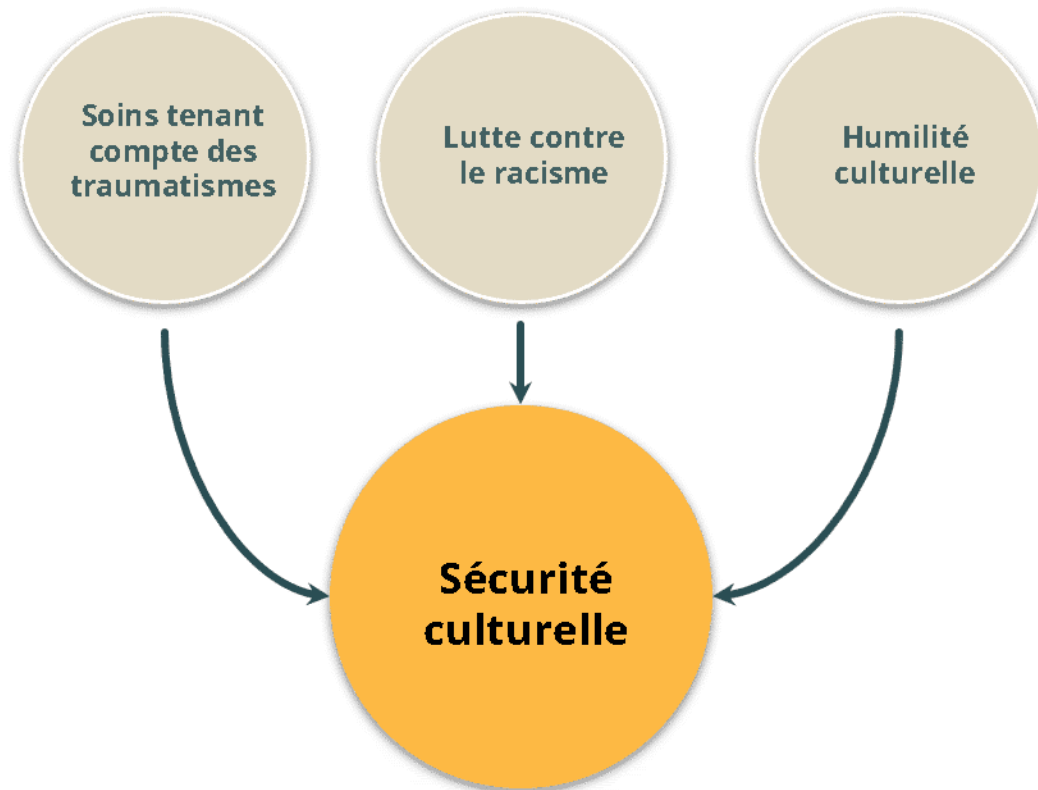 Soins tenant
compte des
traumatismes
Lutte contre
le racisme
Humilité
culturelle
Sécurité
culturelle